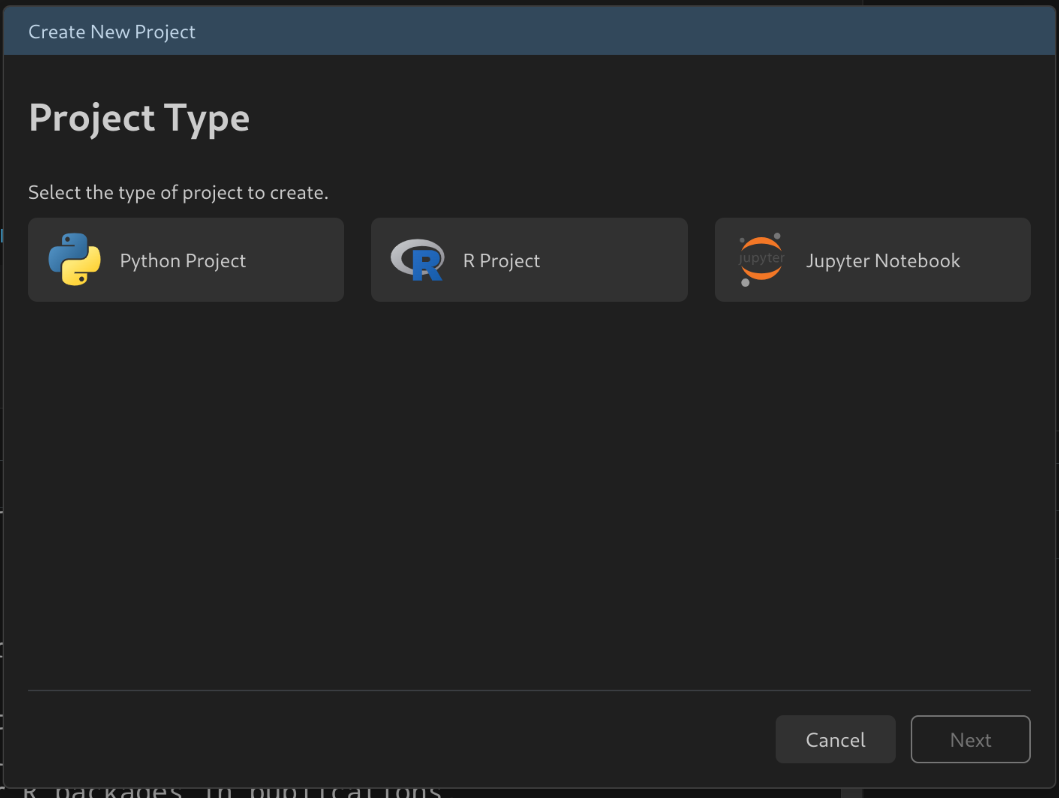 Create New Project
Project Type
Select the type of project to create.
Python Project
R Project
jupyter
Jupyter Notebook
Cancel
Next
R packages in publications